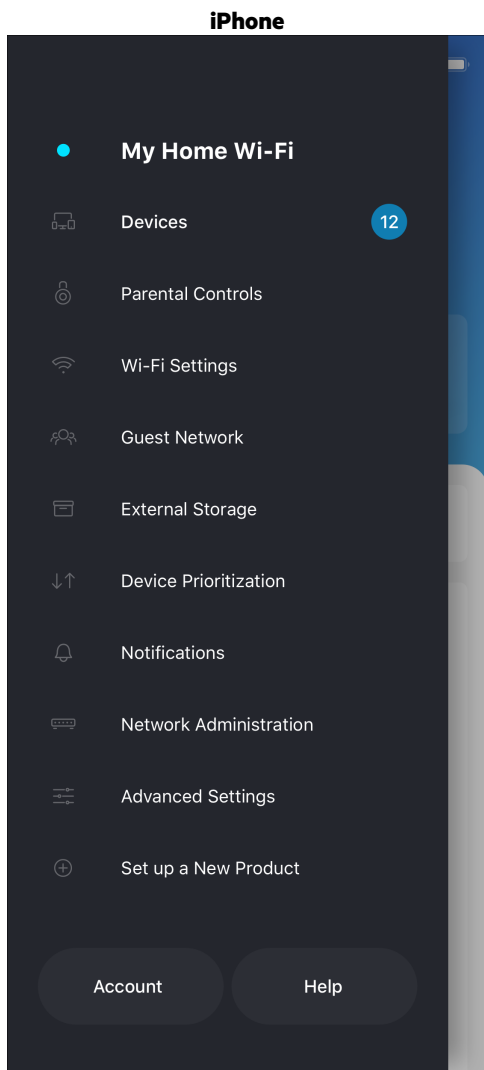 iPhone
My Home Wi-Fi
Devices 12
Parental Controls
Wi-Fi Settings
Guest Network
External Storage
Device Prioritization
Notifications
Network Administration
Advanced Settings
Set up a New Product
Account Help